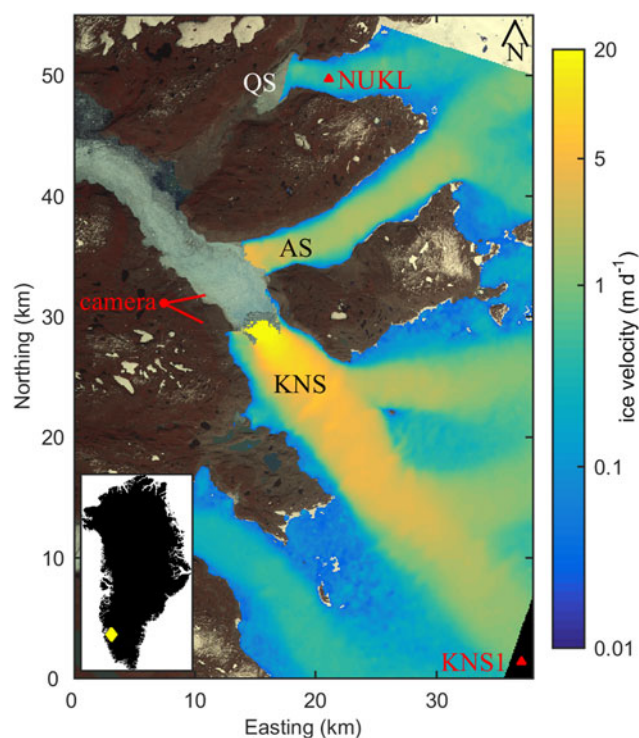 50
40
30
20
10
0
Northing (km)
0
10
20
30
Easting (km)
N
QS
NUKL
AS
camera
KNS
KNS1
20
5
1
0.1
0.01
ice velocity (m d⁻¹)